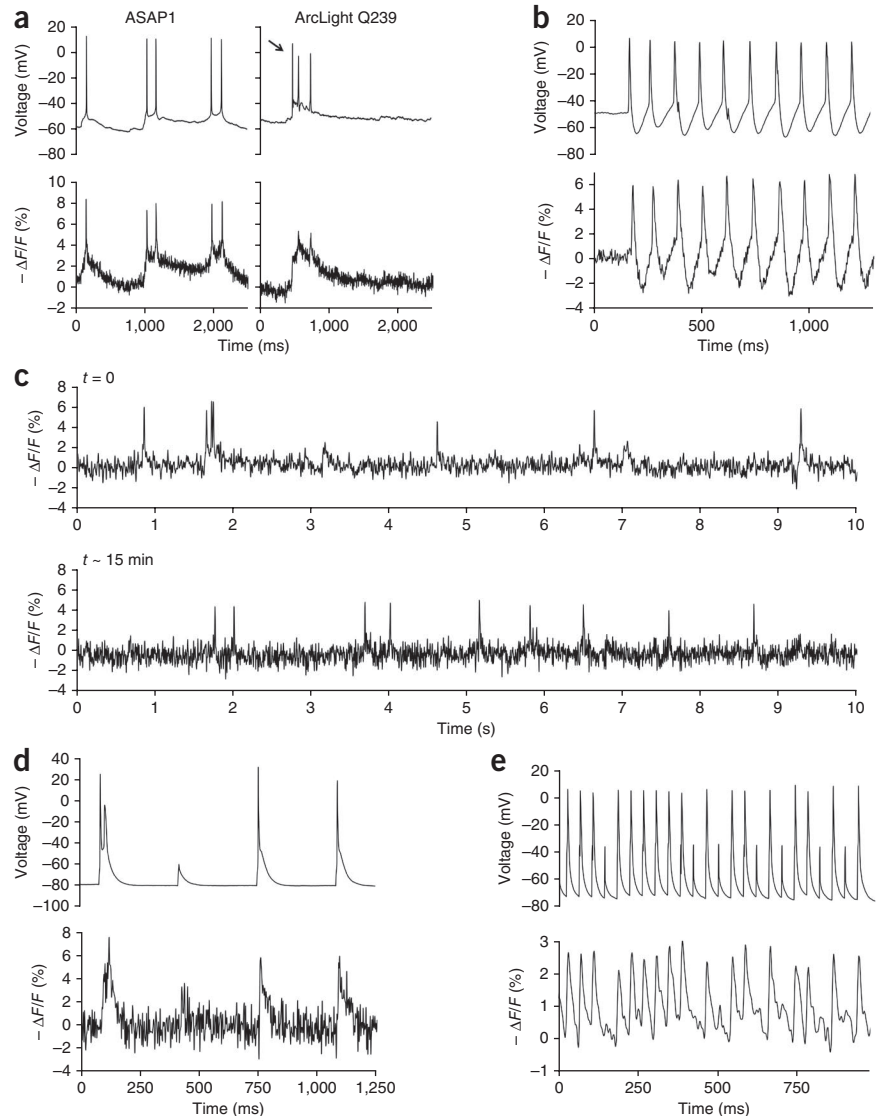 a
ASAP1
ArcLight Q239
Voltage (mV)
20
0
–20
–40
–60
–80
– ΔF/F (%)
10
8
6
4
2
0
–2
0
1,000
2,000
0
1,000
2,000
Time (ms)
b
Voltage (mV)
20
0
–20
–40
–60
–80
– ΔF/F (%)
6
4
2
0
–2
–4
0
500
1,000
Time (ms)
c
t = 0
– ΔF/F (%)
8
6
4
2
0
–2
–4
0 1 2 3 4 5 6 7 8 9 10
t ~ 15 min
– ΔF/F (%)
8
6
4
2
0
–2
–4
0 1 2 3 4 5 6 7 8 9 10
Time (s)
d
Voltage (mV)
40
20
0
–20
–40
–60
–80
–100
– ΔF/F (%)
8
6
4
2
0
–2
–4
0 250 500 750 1,000 1,250
Time (ms)
e
Voltage (mV)
20
0
–20
–40
–60
–80
– ΔF/F (%)
3
2
1
0
–1
0 250 500 750
Time (ms)